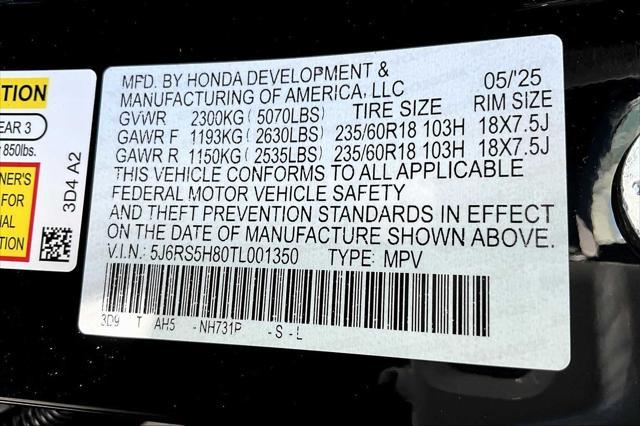 TION
EAR 3
850lbs.
NER'S
FOR
IAL
TION
3D4 A2
MFD. BY HONDA DEVELOPMENT &
MANUFACTURING OF AMERICA, LLC 05/'25
GVWR 2300KG(5070LBS) TIRE SIZE RIM SIZE
GAWR F 1193KG(2630LBS) 235/60R18 103H 18X7.5J
GAWR R 1150KG(2535LBS) 235/60R18 103H 18X7.5J
THIS VEHICLE CONFORMS TO ALL APPLICABLE
FEDERAL MOTOR VEHICLE SAFETY
AND THEFT PREVENTION STANDARDS IN EFFECT
ON THE DATE OF MANUFACTURE SHOWN ABOVE.
V.I.N.: 5J6RS5H80TL001350 TYPE: MPV
3D9 T AH5 -NH731P -S-L